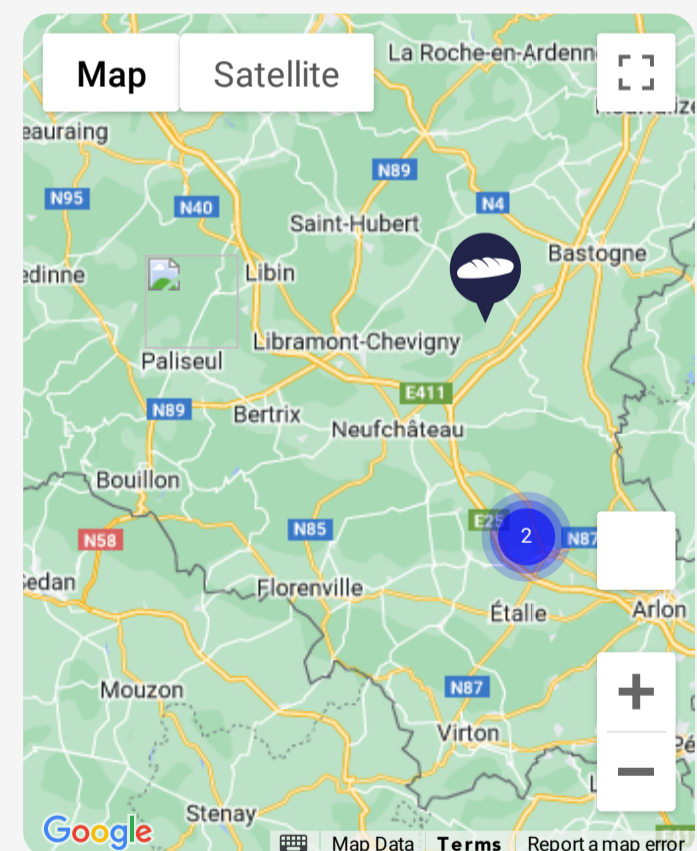 La Roche-en-Ardenn
Map
Satellite
eauraing
N89
N95
N40
N4
Saint-Hubert
Bastogne
edinne
Libin
Libramont-Chevigny
Paliseul
E411
N89
Bertrix
Neufchâteau
Bouillon
E25
2
N85
N87
N58
Sedan
Florenville
Étalle
Arlon
N87
Mouzon
Virton
Stenay
Google
Map Data
Terms
Report a map error